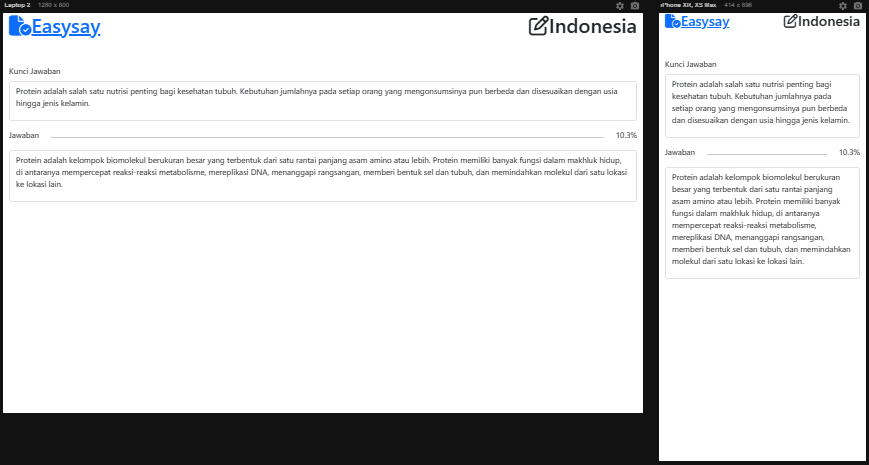 Laptop 2 1280 x 800
Easysay
Indonesia
Kunci Jawaban
Protein adalah salah satu nutrisi penting bagi kesehatan tubuh. Kebutuhan jumlahnya pada setiap orang yang mengonsumsinya pun berbeda dan disesuaikan dengan usia
hingga jenis kelamin.
Jawaban 10.3%
Protein adalah kelompok biomolekul berukuran besar yang terbentuk dari satu rantai panjang asam amino atau lebih. Protein memiliki banyak fungsi dalam makhluk hidup,
di antaranya mempercepat reaksi-reaksi metabolisme, mereplikasi DNA, menanggapi rangsangan, memberi bentuk sel dan tubuh, dan memindahkan molekul dari satu lokasi
ke lokasi lain.
iPhone XR, XS Max 414 x 896
Easysay
Indonesia
Kunci Jawaban
Protein adalah salah satu nutrisi penting bagi
kesehatan tubuh. Kebutuhan jumlahnya pada
setiap orang yang mengonsumsinya pun berbeda
dan disesuaikan dengan usia hingga jenis kelamin.
Jawaban 10.3%
Protein adalah kelompok biomolekul berukuran
besar yang terbentuk dari satu rantai panjang
asam amino atau lebih. Protein memiliki banyak
fungsi dalam makhluk hidup, di antaranya
mempercepat reaksi-reaksi metabolisme,
mereplikasi DNA, menanggapi rangsangan,
memberi bentuk sel dan tubuh, dan memindahkan
molekul dari satu lokasi ke lokasi lain.